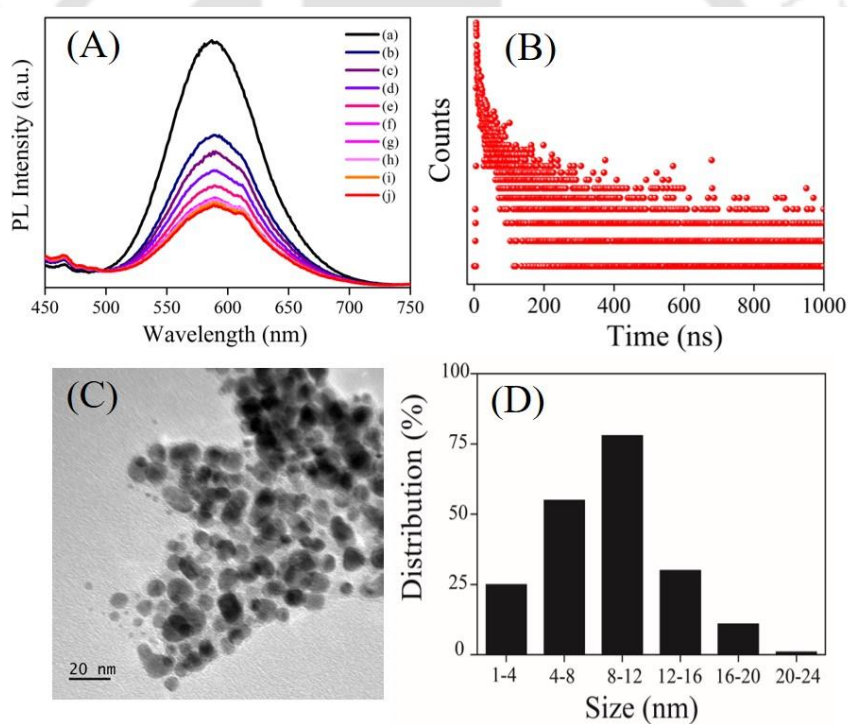 (A)
(a)
(b)
(c)
(d)
(e)
(f)
(g)
(h)
(i)
(j)
PL Intensity (a.u.)
450 500 550 600 650 700 750
Wavelength (nm)
(B)
Counts
0 200 400 600 800 1000
Time (ns)
(C)
20 nm
(D)
Distribution (%)
100
75
50
25
0
1-4 4-8 8-12 12-16 16-20 20-24
Size (nm)